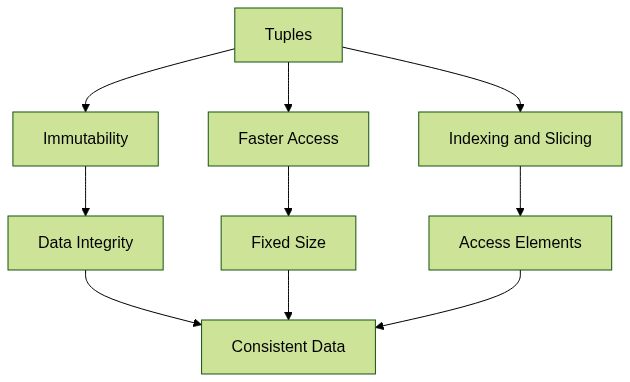 Tuples
Immutability
Faster Access
Indexing and Slicing
Data Integrity
Fixed Size
Access Elements
Consistent Data